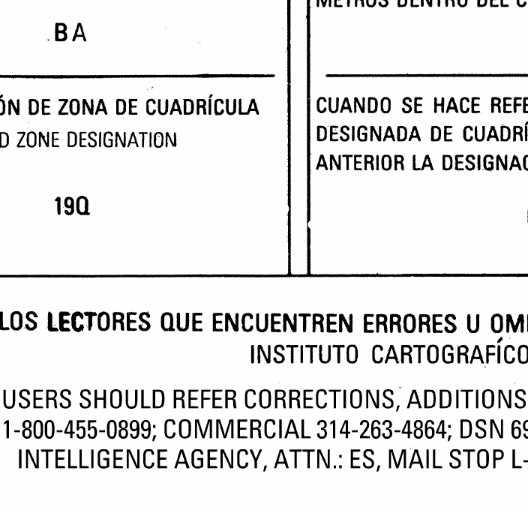 METROS DENTRO DEL C
BA
ÓN DE ZONA DE CUADRÍCULA
D ZONE DESIGNATION
19Q
CUANDO SE HACE REFE
DESIGNADA DE CUADRÍ
ANTERIOR LA DESIGNAC
LOS LECTORES QUE ENCUENTREN ERRORES U OMI
INSTITUTO CARTOGRAFÍCO
USERS SHOULD REFER CORRECTIONS, ADDITIONS
1-800-455-0899; COMMERCIAL 314-263-4864; DSN 69
INTELLIGENCE AGENCY, ATTN.: ES, MAIL STOP L-